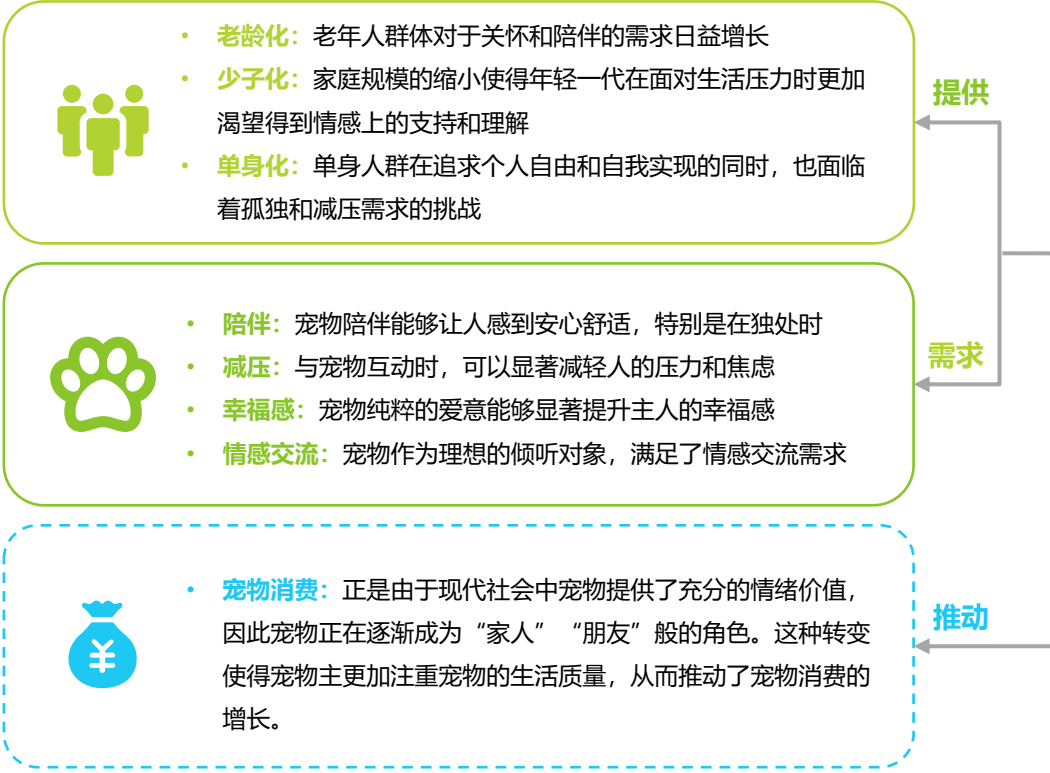 • 老龄化：老年人群体对于关怀和陪伴的需求日益增长
• 少子化：家庭规模的缩小使得年轻一代在面对生活压力时更加
渴望得到情感上的支持和理解
• 单身化：单身人群在追求个人自由和自我实现的同时，也面临
着孤独和减压需求的挑战
提供
• 陪伴：宠物陪伴能够让人感到安心舒适，特别是在独处时
• 减压：与宠物互动时，可以显著减轻人的压力和焦虑
• 幸福感：宠物纯粹的爱意能够显著提升主人的幸福感
• 情感交流：宠物作为理想的倾听对象，满足了情感交流需求
需求
¥
• 宠物消费：正是由于现代社会中宠物提供了充分的情绪价值，
因此宠物正在逐渐成为“家人”“朋友”般的角色。这种转变
使得宠物主更加注重宠物的生活质量，从而推动了宠物消费的
增长。
推动